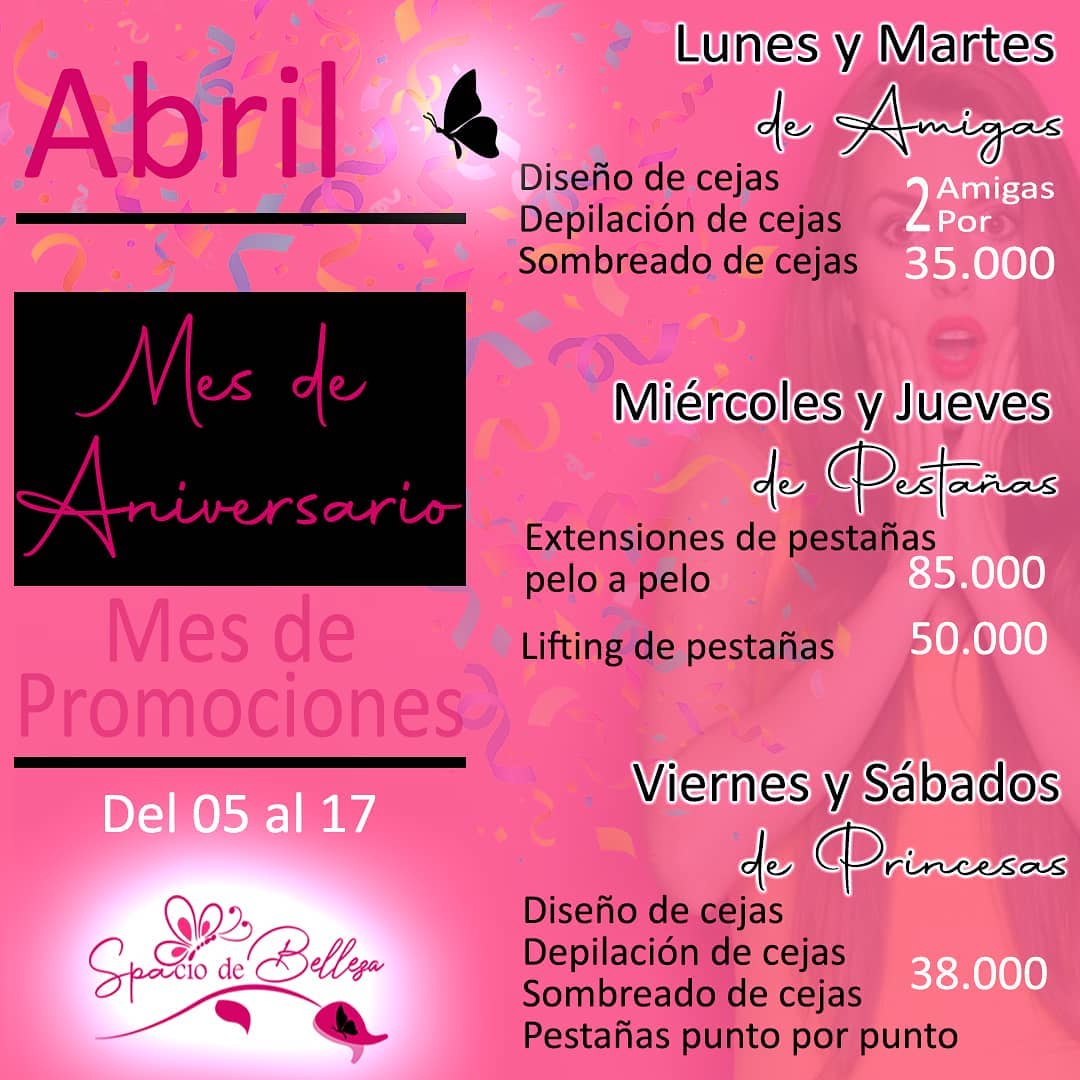 Abril
Mes de
Aniversario
Mes de
Promociones
Del 05 al 17
Spacio de Belleza
Lunes y Martes
de Amigas
Diseño de cejas
Depilación de cejas
Sombreado de cejas
2 Amigas
Por
35.000
Miércoles y Jueves
de Pestañas
Extensiones de pestañas
pelo a pelo
85.000
Lifting de pestañas
50.000
Viernes y Sábados
de Princesas
Diseño de cejas
Depilación de cejas
Sombreado de cejas
Pestañas punto por punto
38.000